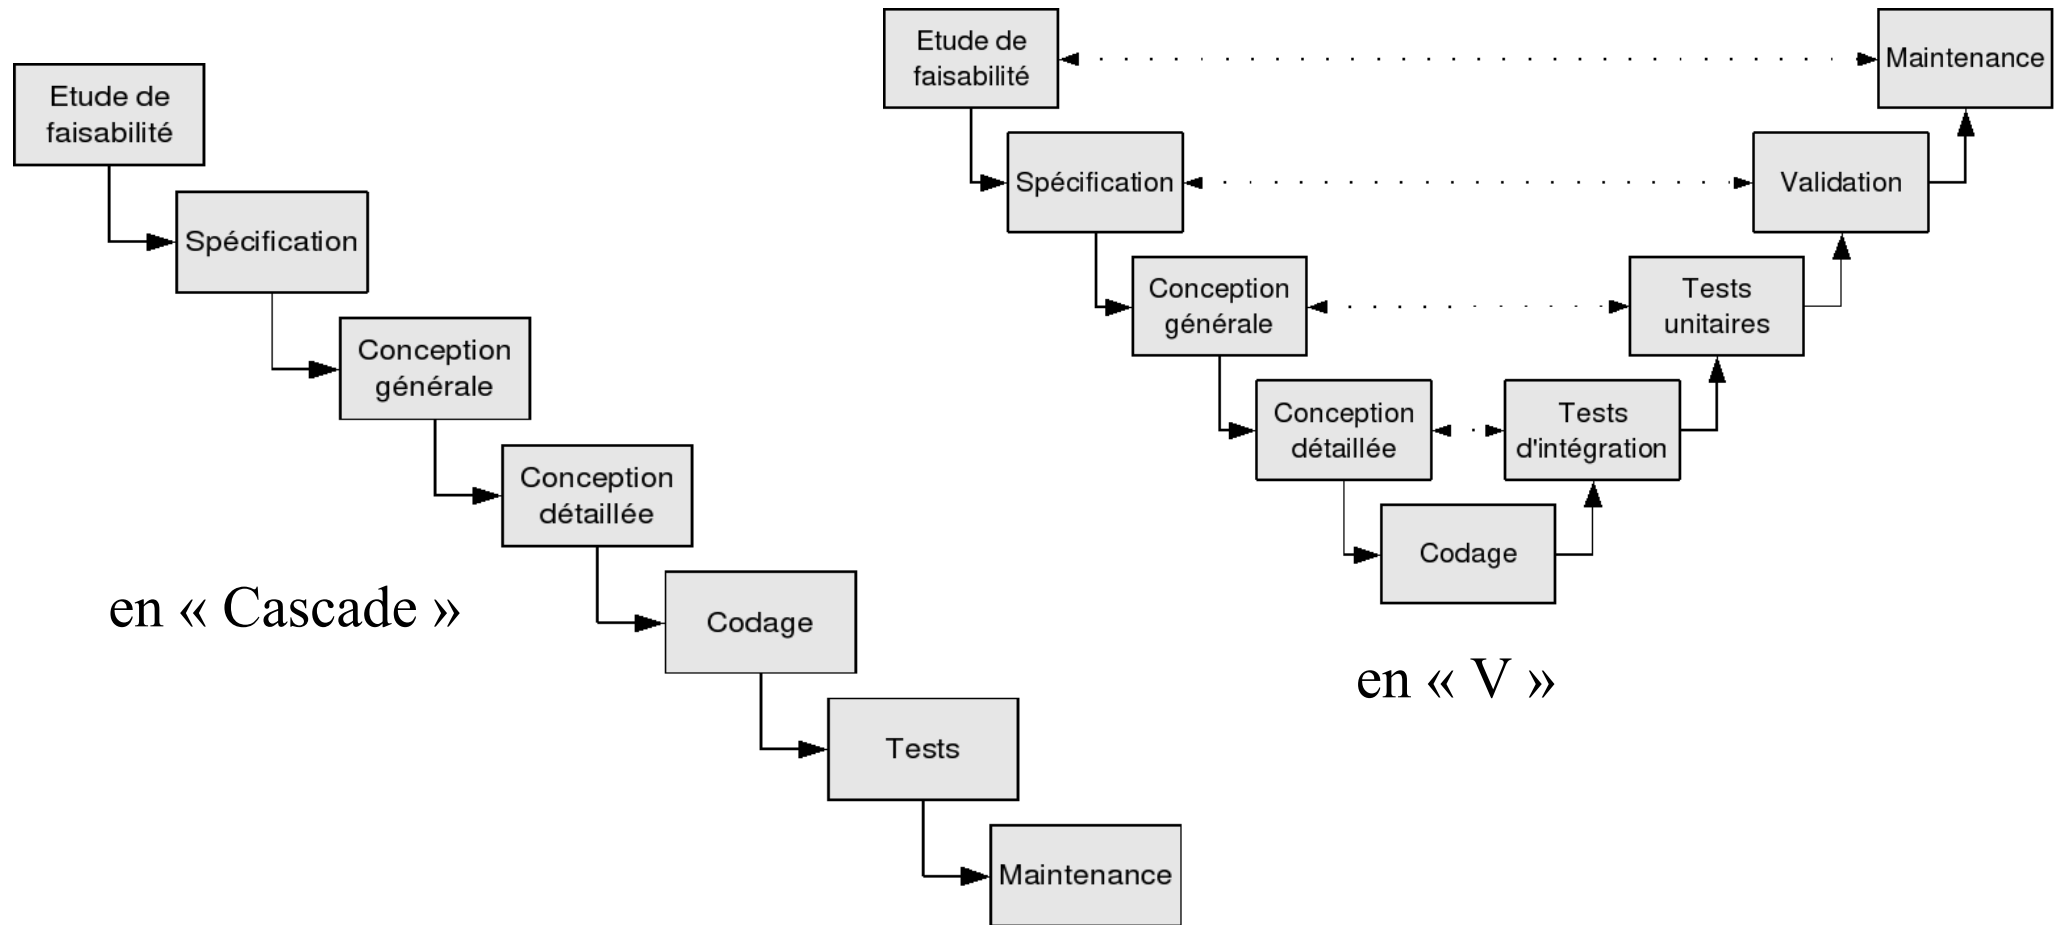 Etude de
faisabilité
Spécification
Conception
générale
Conception
détaillée
Codage
Tests
Maintenance
en « Cascade »
Etude de
faisabilité
Spécification
Conception
générale
Conception
détaillée
Codage
Tests
d'intégration
Tests
unitaires
Validation
Maintenance
en « V »